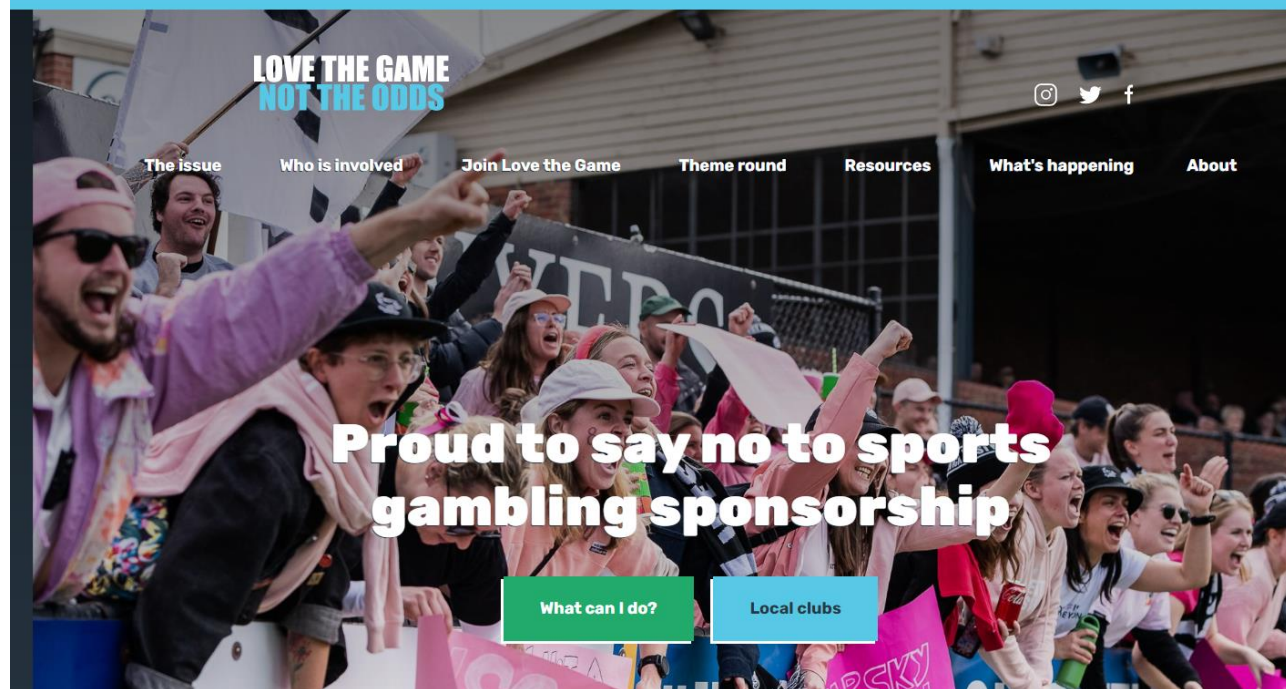 LOVE THE GAME
NOT THE ODDS
The issue
Who is involved
Join Love the Game
Theme round
Resources
What's happening
About
Proud to say no to sports
gambling sponsorship
What can I do?
Local clubs